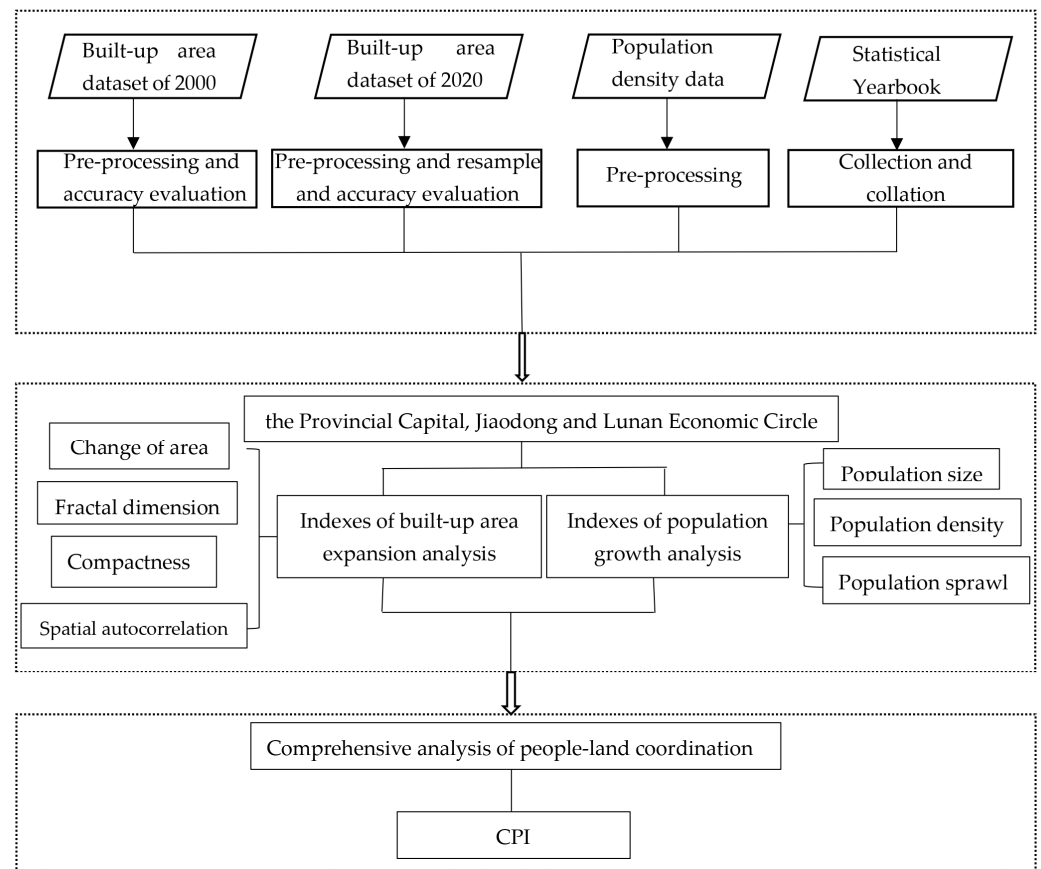 Built-up area
dataset of 2000
Built-up area
dataset of 2020
Population
density data
Statistical
Yearbook
Pre-processing and
accuracy evaluation
Pre-processing and resample
and accuracy evaluation
Pre-processing
Collection and
collation
the Provincial Capital, Jiaodong and Lunan Economic Circle
Change of area
Fractal dimension
Compactness
Spatial autocorrelation
Indexes of built-up area
expansion analysis
Indexes of population
growth analysis
Population size
Population density
Population sprawl
Comprehensive analysis of people-land coordination
CPI